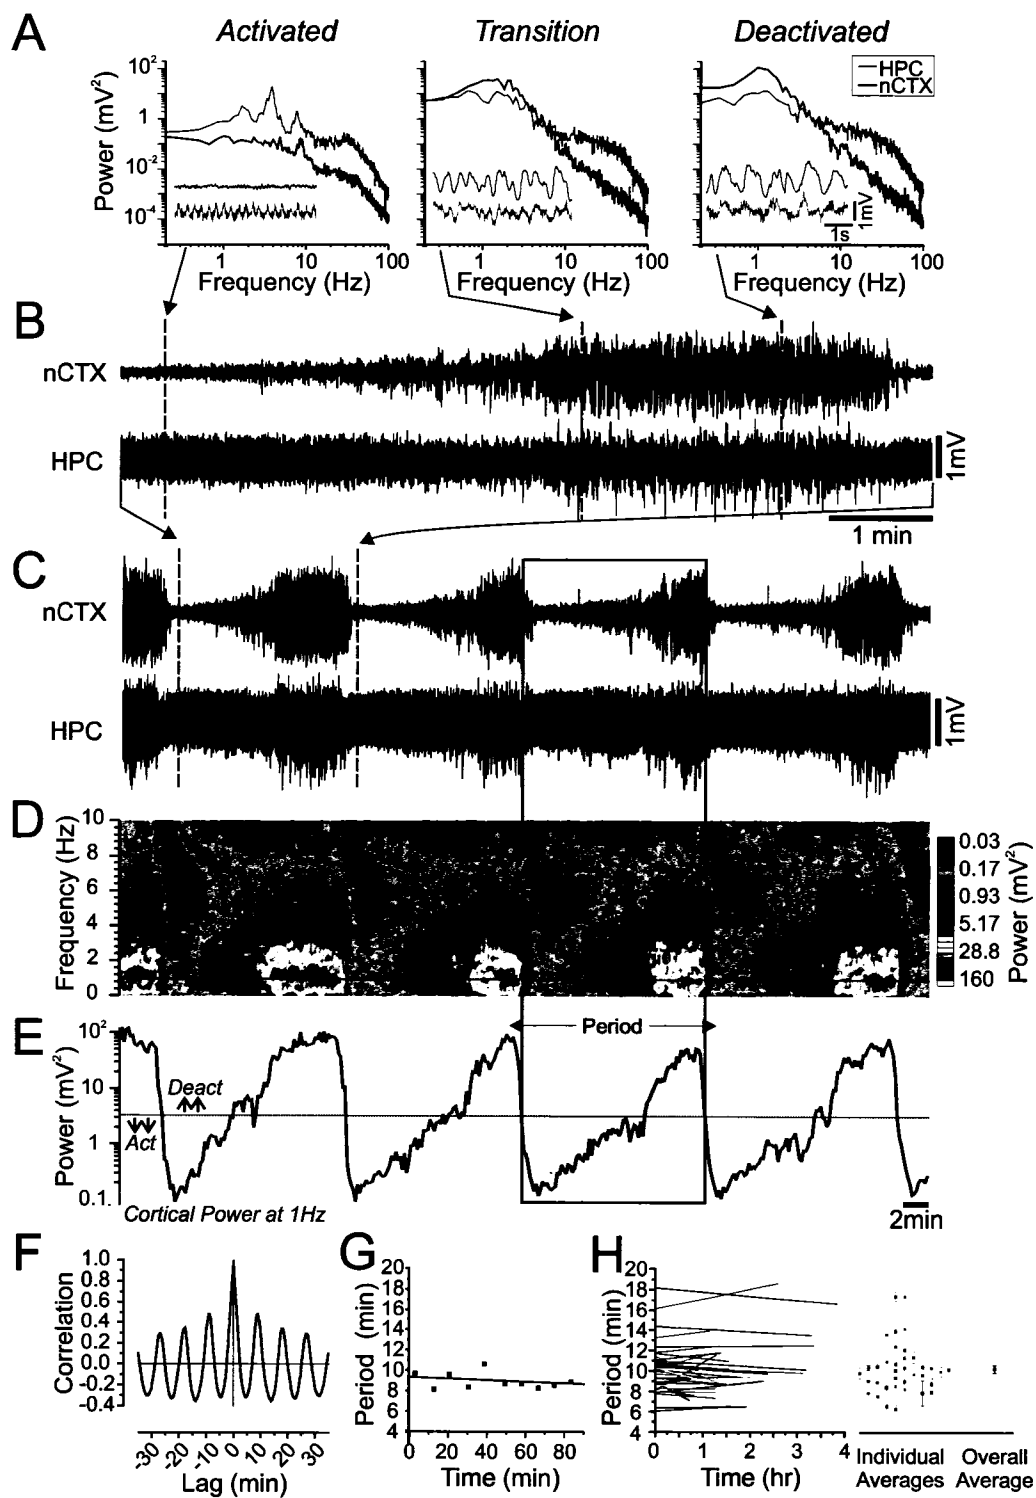 A
Activated
Transition
Deactivated
HPC
nCTX
Power (mV²)
10²
1
10⁻²
10⁻⁴
1mV
1s
1 10 100
1 10 100
1 10 100
Frequency (Hz)
Frequency (Hz)
Frequency (Hz)
B
nCTX
HPC
1mV
1 min
C
nCTX
HPC
1mV
D
Frequency (Hz)
10
8
6
4
2
0
0.03
0.17
0.93
5.17
28.8
160
Power (mV²)
E
Period
Power (mV²)
10²
10
1
0.1
Deact
Act
Cortical Power at 1Hz
2min
F
Correlation
1.0
0.8
0.6
0.4
0.2
0.0
-0.2
-0.4
-30 -20 -10 0 10 20 30
Lag (min)
G
Period (min)
20
18
16
14
12
10
8
6
4
0 20 40 60 80
Time (min)
H
Period (min)
20
18
16
14
12
10
8
6
4
0 1 2 3 4
Time (hr)
Individual Averages
Overall Average